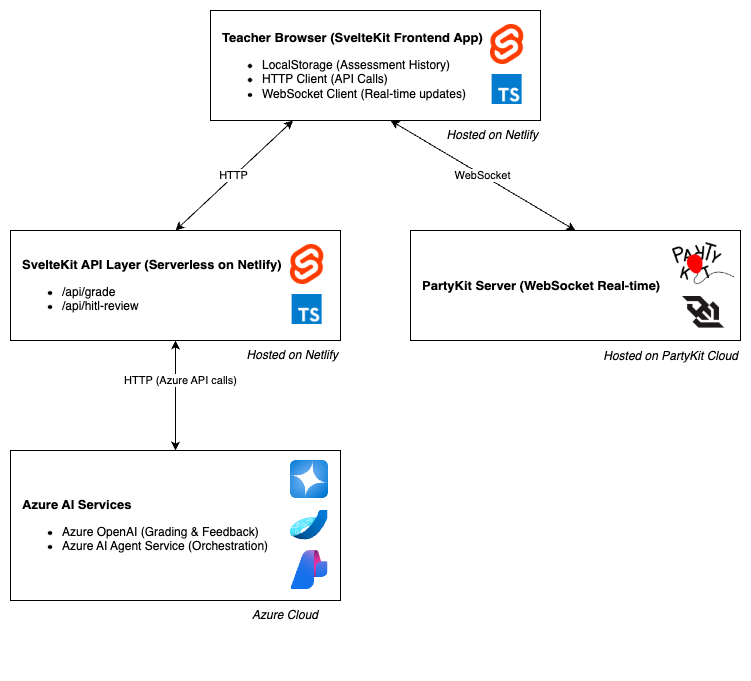 Teacher Browser (SvelteKit Frontend App)
• LocalStorage (Assessment History)
• HTTP Client (API Calls)
• WebSocket Client (Real-time updates)
TS
Hosted on Netlify
HTTP
WebSocket
SvelteKit API Layer (Serverless on Netlify)
• /api/grade
• /api/hitl-review
TS
Hosted on Netlify
PARTY
KIT
PartyKit Server (WebSocket Real-time)
Hosted on PartyKit Cloud
HTTP (Azure API calls)
Azure AI Services
• Azure OpenAI (Grading & Feedback)
• Azure AI Agent Service (Orchestration)
Azure Cloud